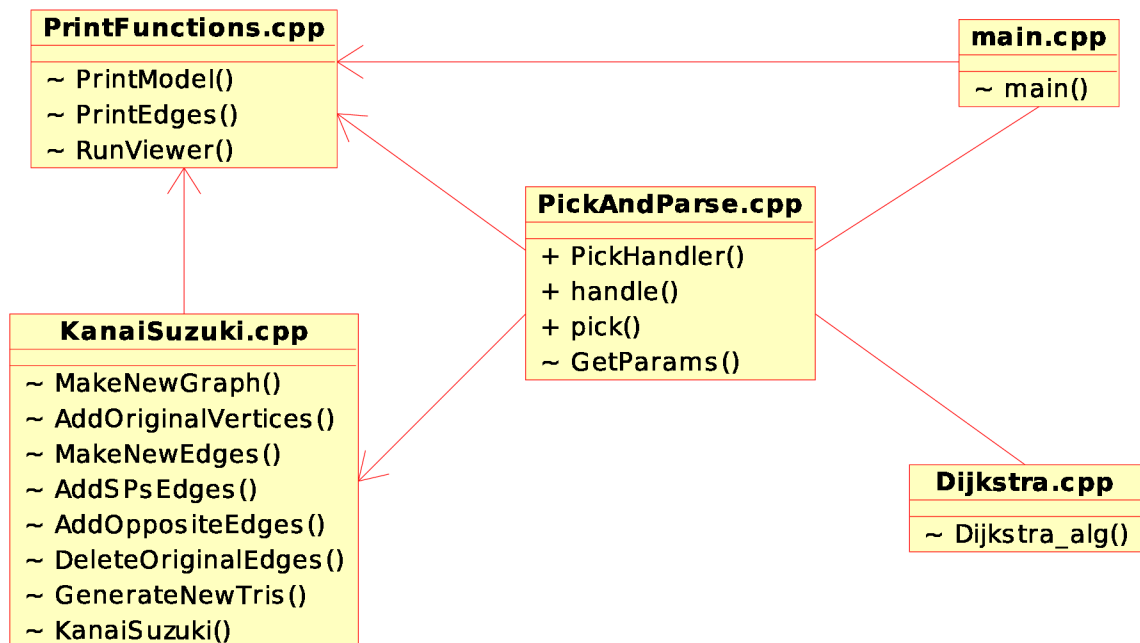 PrintFunctions.cpp
~ PrintModel()
~ PrintEdges()
~ RunViewer()
main.cpp
~ main()
PickAndParse.cpp
+ PickHandler()
+ handle()
+ pick()
~ GetParams()
KanaiSuzuki.cpp
~ MakeNewGraph()
~ AddOriginalVertices()
~ MakeNewEdges()
~ AddSPsEdges()
~ AddOppositeEdges()
~ DeleteOriginalEdges()
~ GenerateNewTris()
~ KanaiSuzuki()
Dijkstra.cpp
~ Dijkstra_alg()